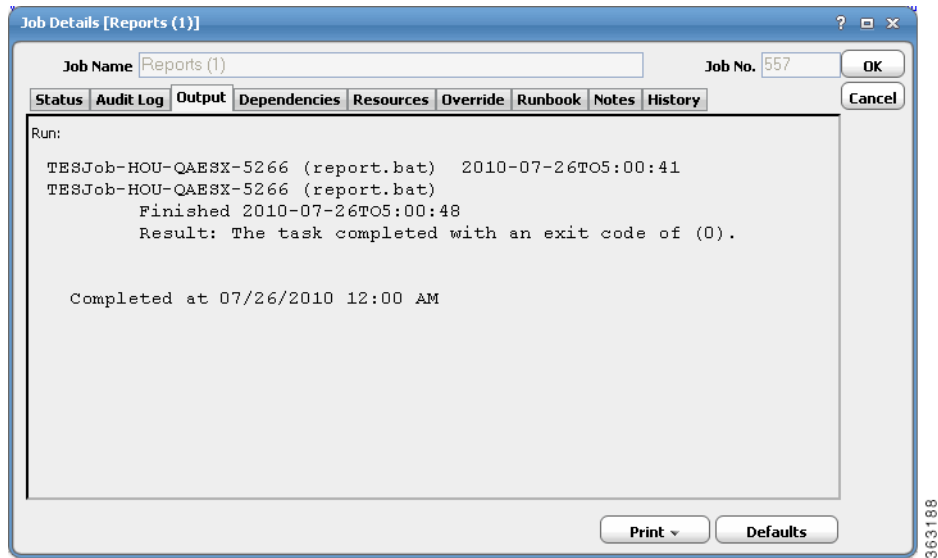 Job Details [Reports (1)]
?
Job Name Reports (1) Job No. 557 OK
Status Audit Log Output Dependencies Resources Override Runbook Notes History Cancel
Run:
TESJob-HOU-QAESX-5266 (report.bat) 2010-07-26TO5:00:41
TESJob-HOU-QAESX-5266 (report.bat)
Finished 2010-07-26TO5:00:48
Result: The task completed with an exit code of (0).
Completed at 07/26/2010 12:00 AM
Print Defaults
363188